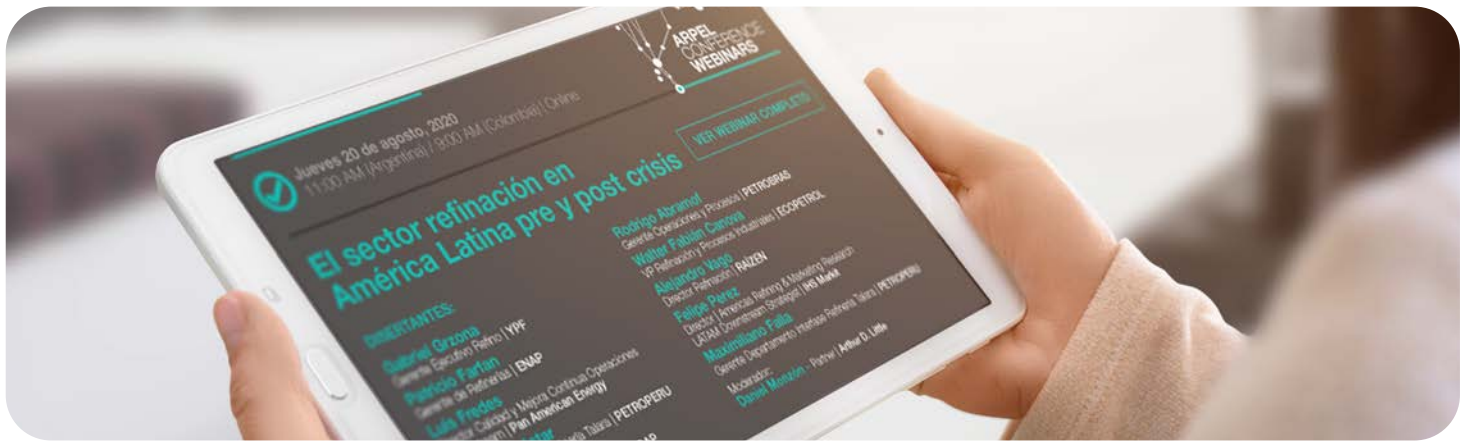 ARPEL
CONFERENCE
WEBINARS
Jueves 20 de agosto, 2020
11:00 AM (Argentina) / 9:00 AM (Colombia) | Online
El sector refinación en
América Latina pre y post crisis
VER WEBINAR COMPLETO
DISERTANTES:
Gabriel Grzona
Gerente Ejecutivo Refino | YPF
Patricio Farfan
Gerente de Refinerías | ENAP
Luis Fredes
Calidad y Mejora Continua Operaciones
| Pan American Energy
Talara | PETROPERU
Rodrigo Abramof
Gerente Operaciones y Procesos | PETROBRAS
Walter Fabián Canova
VP Refinación y Procesos Industriales | ECOPETROL
Alejandro Vago
Director Refinación | RAÍZEN
Felipe Perez
Director | Americas Refining & Marketing Research
LATAM Downstream Strategist | IHS Markit
Maximiliano Falla
Gerente Departamento Interfase Refinería Talara | PETROPERU
Moderador:
Daniel Monzón - Partner | Arthur D. Little